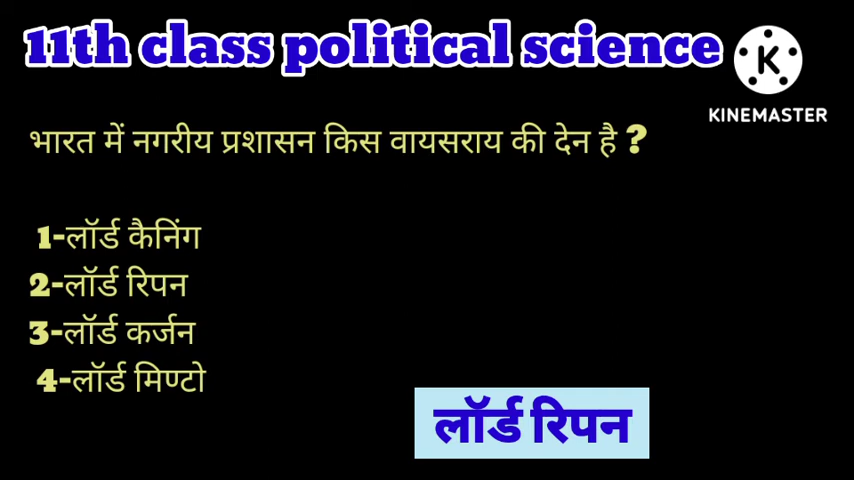 11th class political science
K
KINEMASTER
भारत में नगरीय प्रशासन किस वायसराय की देन है ?
1-लॉर्ड कैनिंग
2-लॉर्ड रिपन
3-लॉर्ड कर्जन
4-लॉर्ड मिण्टो
लॉर्ड रिपन